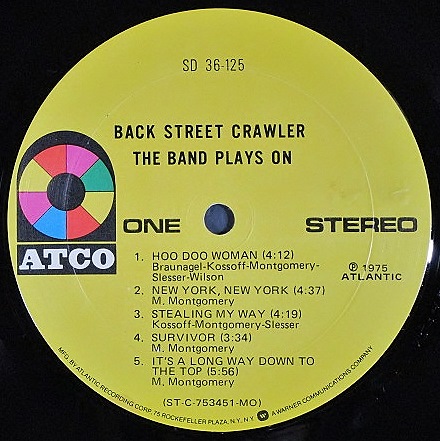 SD 36-125
BACK STREET CRAWLER
THE BAND PLAYS ON
ATCO
ONE
STEREO
1. HOO DOO WOMAN (4:12)
Braunagel-Kossoff-Montgomery-
Slesser-Wilson
2. NEW YORK, NEW YORK (4:37)
M. Montgomery
3. STEALING MY WAY (4:19)
Kossoff-Montgomery-Slesser
4. SURVIVOR (3:34)
M. Montgomery
5. IT'S A LONG WAY DOWN TO
THE TOP (5:56)
M. Montgomery
℗ 1975
ATLANTIC
(ST-C-753451-MO)
MFG. BY ATLANTIC RECORDING CORP. 75 ROCKEFELLER PLAZA, N.Y. N.Y. A WARNER COMMUNICATIONS COMPANY